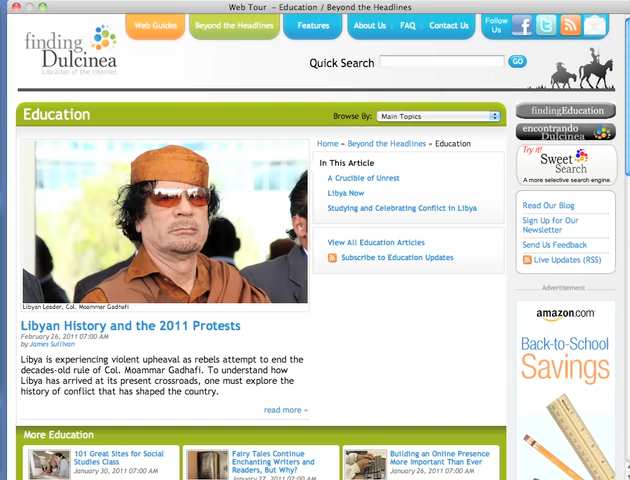 Web Tour - Education / Beyond the Headlines
finding
Dulcinea
Librarian of the Internet
Web Guides
Beyond the Headlines
Features
About Us
FAQ
Contact Us
Follow
Us
Quick Search
GO
Education
Browse By:
Main Topics
findingEducation
encontrando
Dulcinea
Try it!
Sweet
Search
A more selective search engine.
Home – Beyond the Headlines – Education
In This Article
A Crucible of Unrest
Libya Now
Studying and Celebrating Conflict in Libya
View All Education Articles
Subscribe to Education Updates
Read Our Blog
Sign Up for Our
Newsletter
Send Us Feedback
Live Updates (RSS)
Advertisement
amazon.com
Back-to-School
Savings
Libyan Leader, Col. Moammar Gadhafi
Libyan History and the 2011 Protests
February 26, 2011 07:00 AM
by James Sullivan
Libya is experiencing violent upheaval as rebels attempt to end the
decades-old rule of Col. Moammar Gadhafi. To understand how
Libya has arrived at its present crossroads, one must explore the
history of conflict that has shaped the country.
read more »
More Education
101 Great Sites for Social
Studies Class
January 30, 2011 07:00 AM
Fairy Tales Continue
Enchanting Writers and
Readers, But Why?
January 27, 2011 07:00 AM
Building an Online Presence
More Important Than Ever
January 26, 2011 07:00 AM